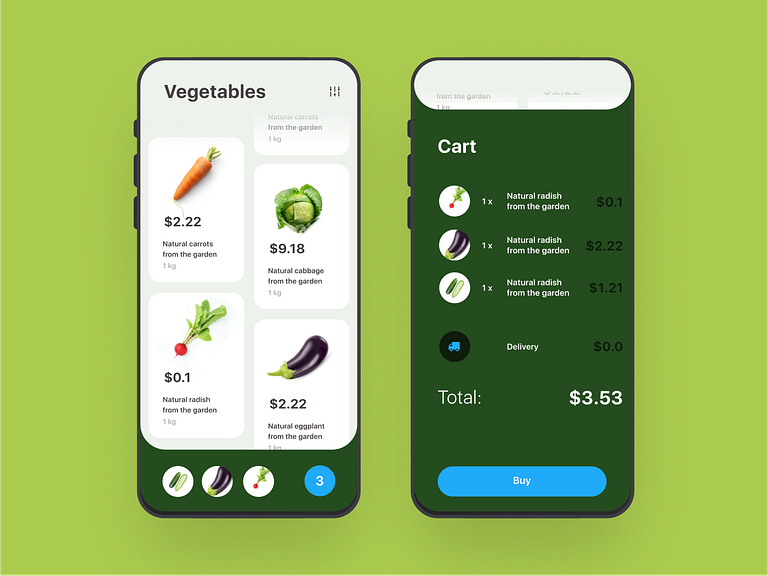 Vegetables
Natural carrots
from the garden
1 kg
$2.22
Natural carrots
from the garden
1 kg
$9.18
Natural cabbage
from the garden
1 kg
$0.1
Natural radish
from the garden
1 kg
$2.22
Natural eggplant
from the garden
1 kg
3
from the garden
1 kg
Cart
1 x
Natural radish
from the garden
$0.1
1 x
Natural radish
from the garden
$2.22
1 x
Natural radish
from the garden
$1.21
Delivery
$0.0
Total:
$3.53
Buy